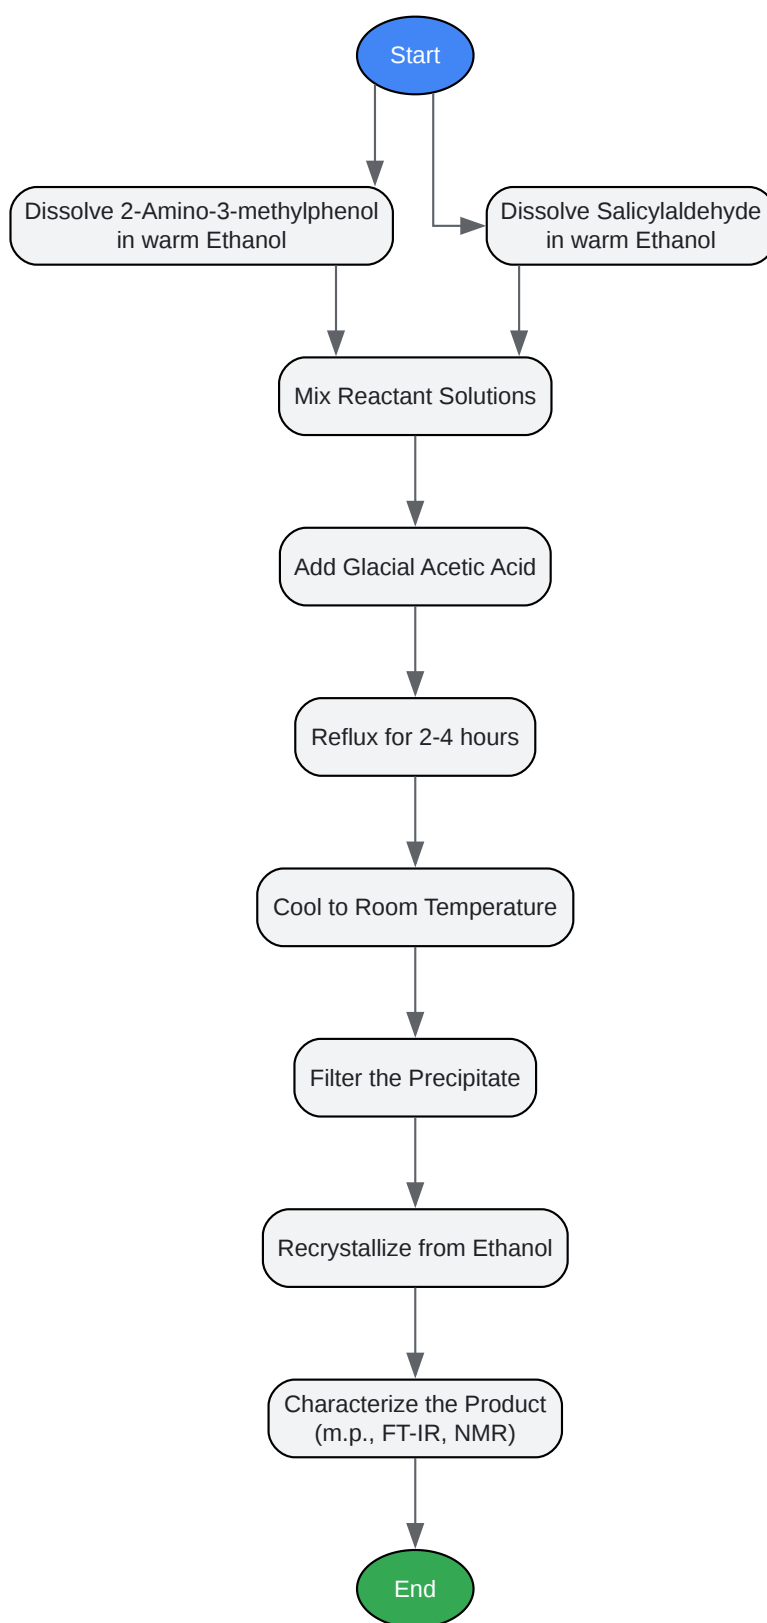 Start
Dissolve 2-Amino-3-methylphenol
in warm Ethanol
Dissolve Salicylaldehyde
in warm Ethanol
Mix Reactant Solutions
Add Glacial Acetic Acid
Reflux for 2-4 hours
Cool to Room Temperature
Filter the Precipitate
Recrystallize from Ethanol
Characterize the Product
(m.p., FT-IR, NMR)
End